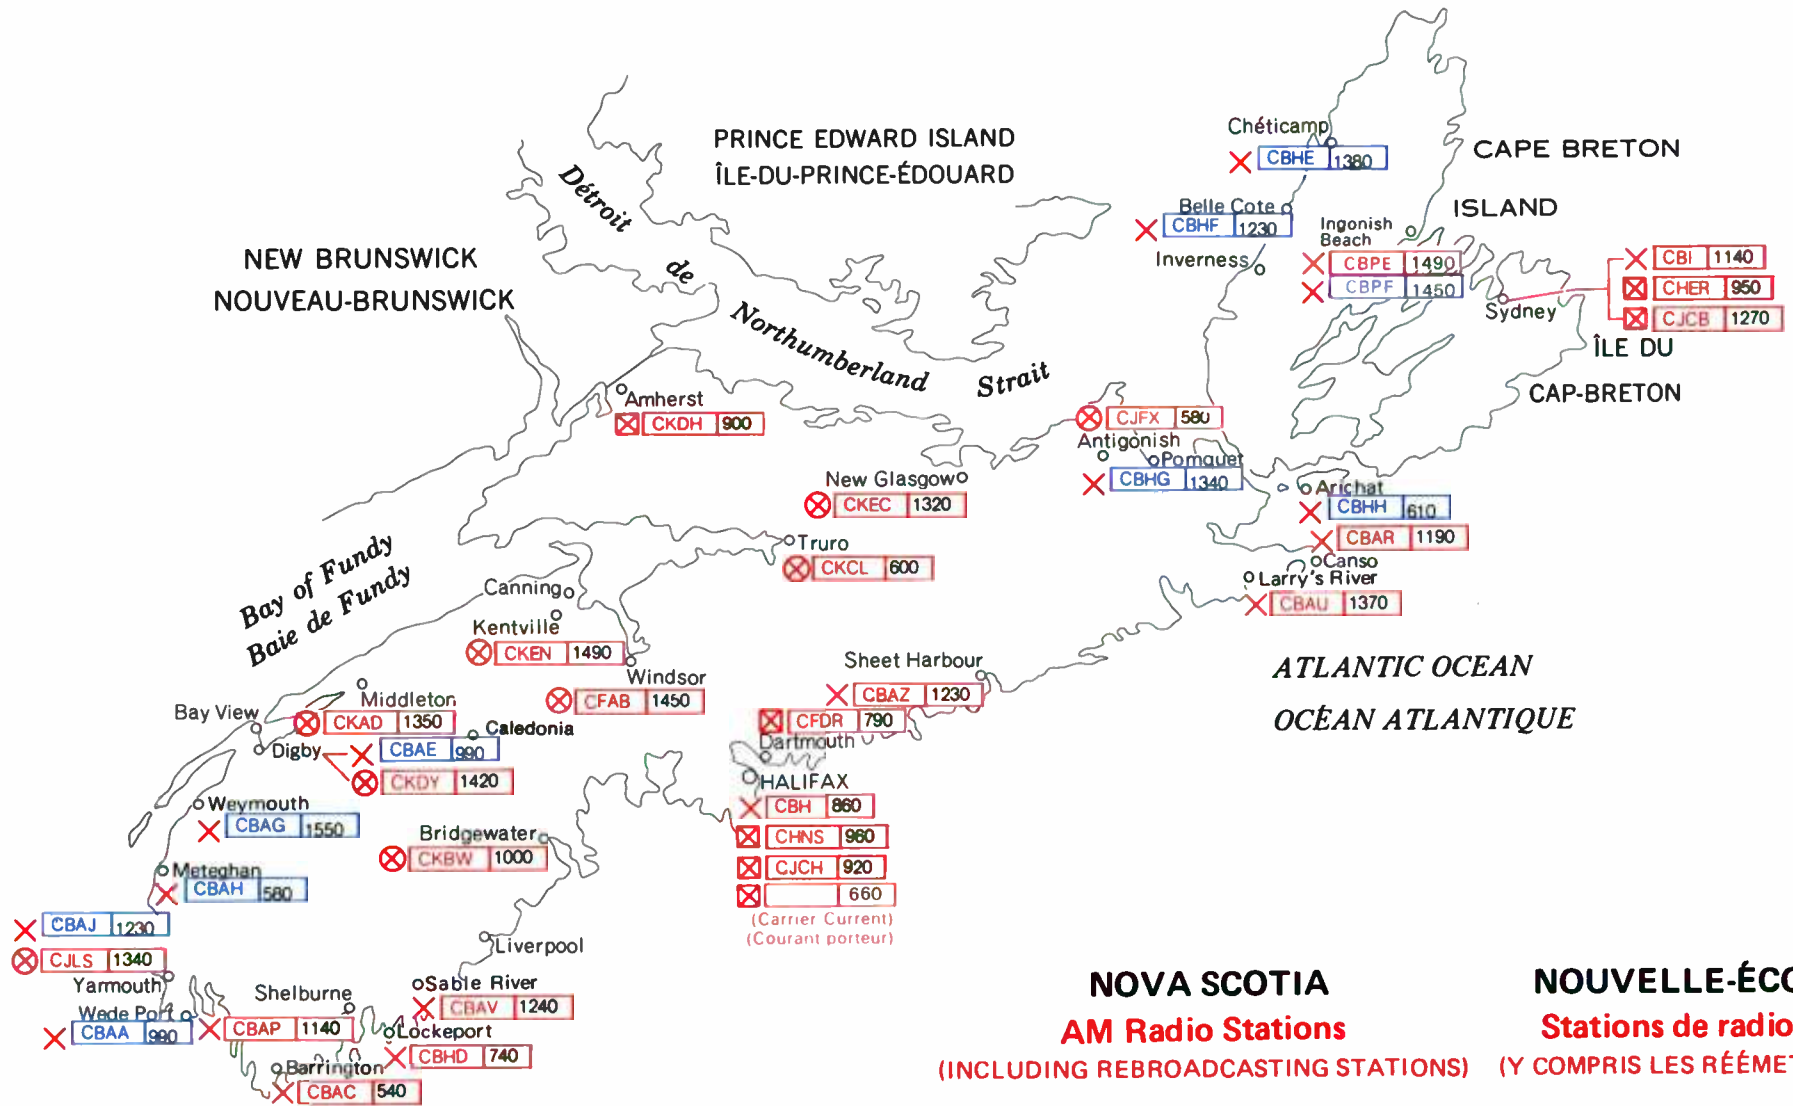 PRINCE EDWARD ISLAND
ÎLE-DU-PRINCE-ÉDOUARD
NEW BRUNSWICK
NOUVEAU-BRUNSWICK
Détroit
de
Northumberland
Strait
Chéticamp
CBHE 1380
CAPE BRETON
ISLAND
Belle Cote
CBHF 1230
Inverness
Ingonish
Beach
CBPE 1490
CBPF 1450
Sydney
CBI 1140
CHER 950
CJCB 1270
ÎLE DU
CAP-BRETON
Amherst
CKDH 900
CJFX 580
Antigonish
Pomquet
CBHG 1340
New Glasgow
CKEC 1320
Arichat
CBHH 610
CBAR 1190
Canso
Larry's River
CBAU 1370
Truro
CKCL 600
Bay of Fundy
Baie de Fundy
Canning
Kentville
CKEN 1490
Windsor
CFAB 1450
Sheet Harbour
CBAZ 1230
CFDR 790
Dartmouth
HALIFAX
CBH 860
CHNS 960
CJCH 920
660
(Carrier Current)
(Courant porteur)
ATLANTIC OCEAN
OCÉAN ATLANTIQUE
Middleton
CKAD 1350
Bay View
Digby
Caledonia
CBAE 990
CKDY 1420
Weymouth
CBAG 1550
Bridgewater
CKBW 1000
Meteghan
CBAH 580
CBAJ 1230
CJLS 1340
Yarmouth
Liverpool
Wede Port
CBAA 990
Shelburne
CBAP 1140
Sable River
CBAV 1240
Lockeport
CBHD 740
Barrington
CBAC 540
NOVA SCOTIA
AM Radio Stations
(INCLUDING REBROADCASTING STATIONS)
NOUVELLE-ÉCO
Stations de radio
(Y COMPRIS LES RÉÉMET